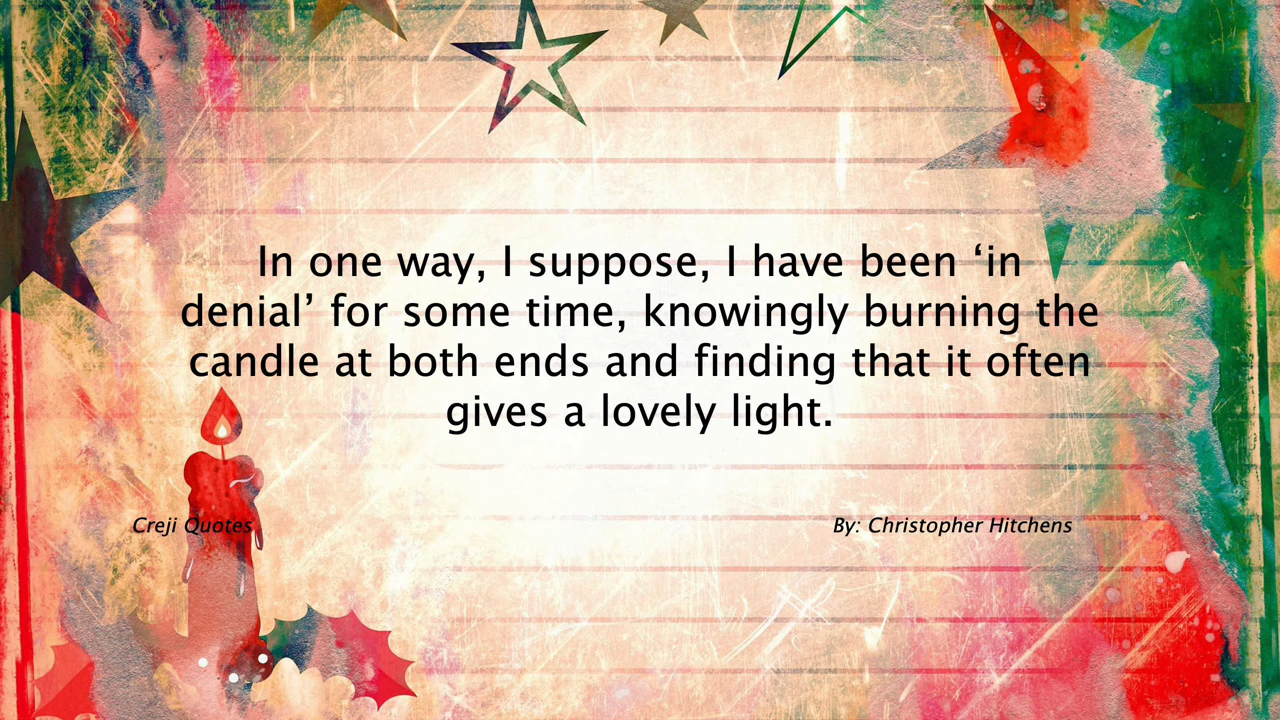 In one way, I suppose, I have been ‘in
denial’ for some time, knowingly burning the
candle at both ends and finding that it often
gives a lovely light.
Creji Quotes
By: Christopher Hitchens